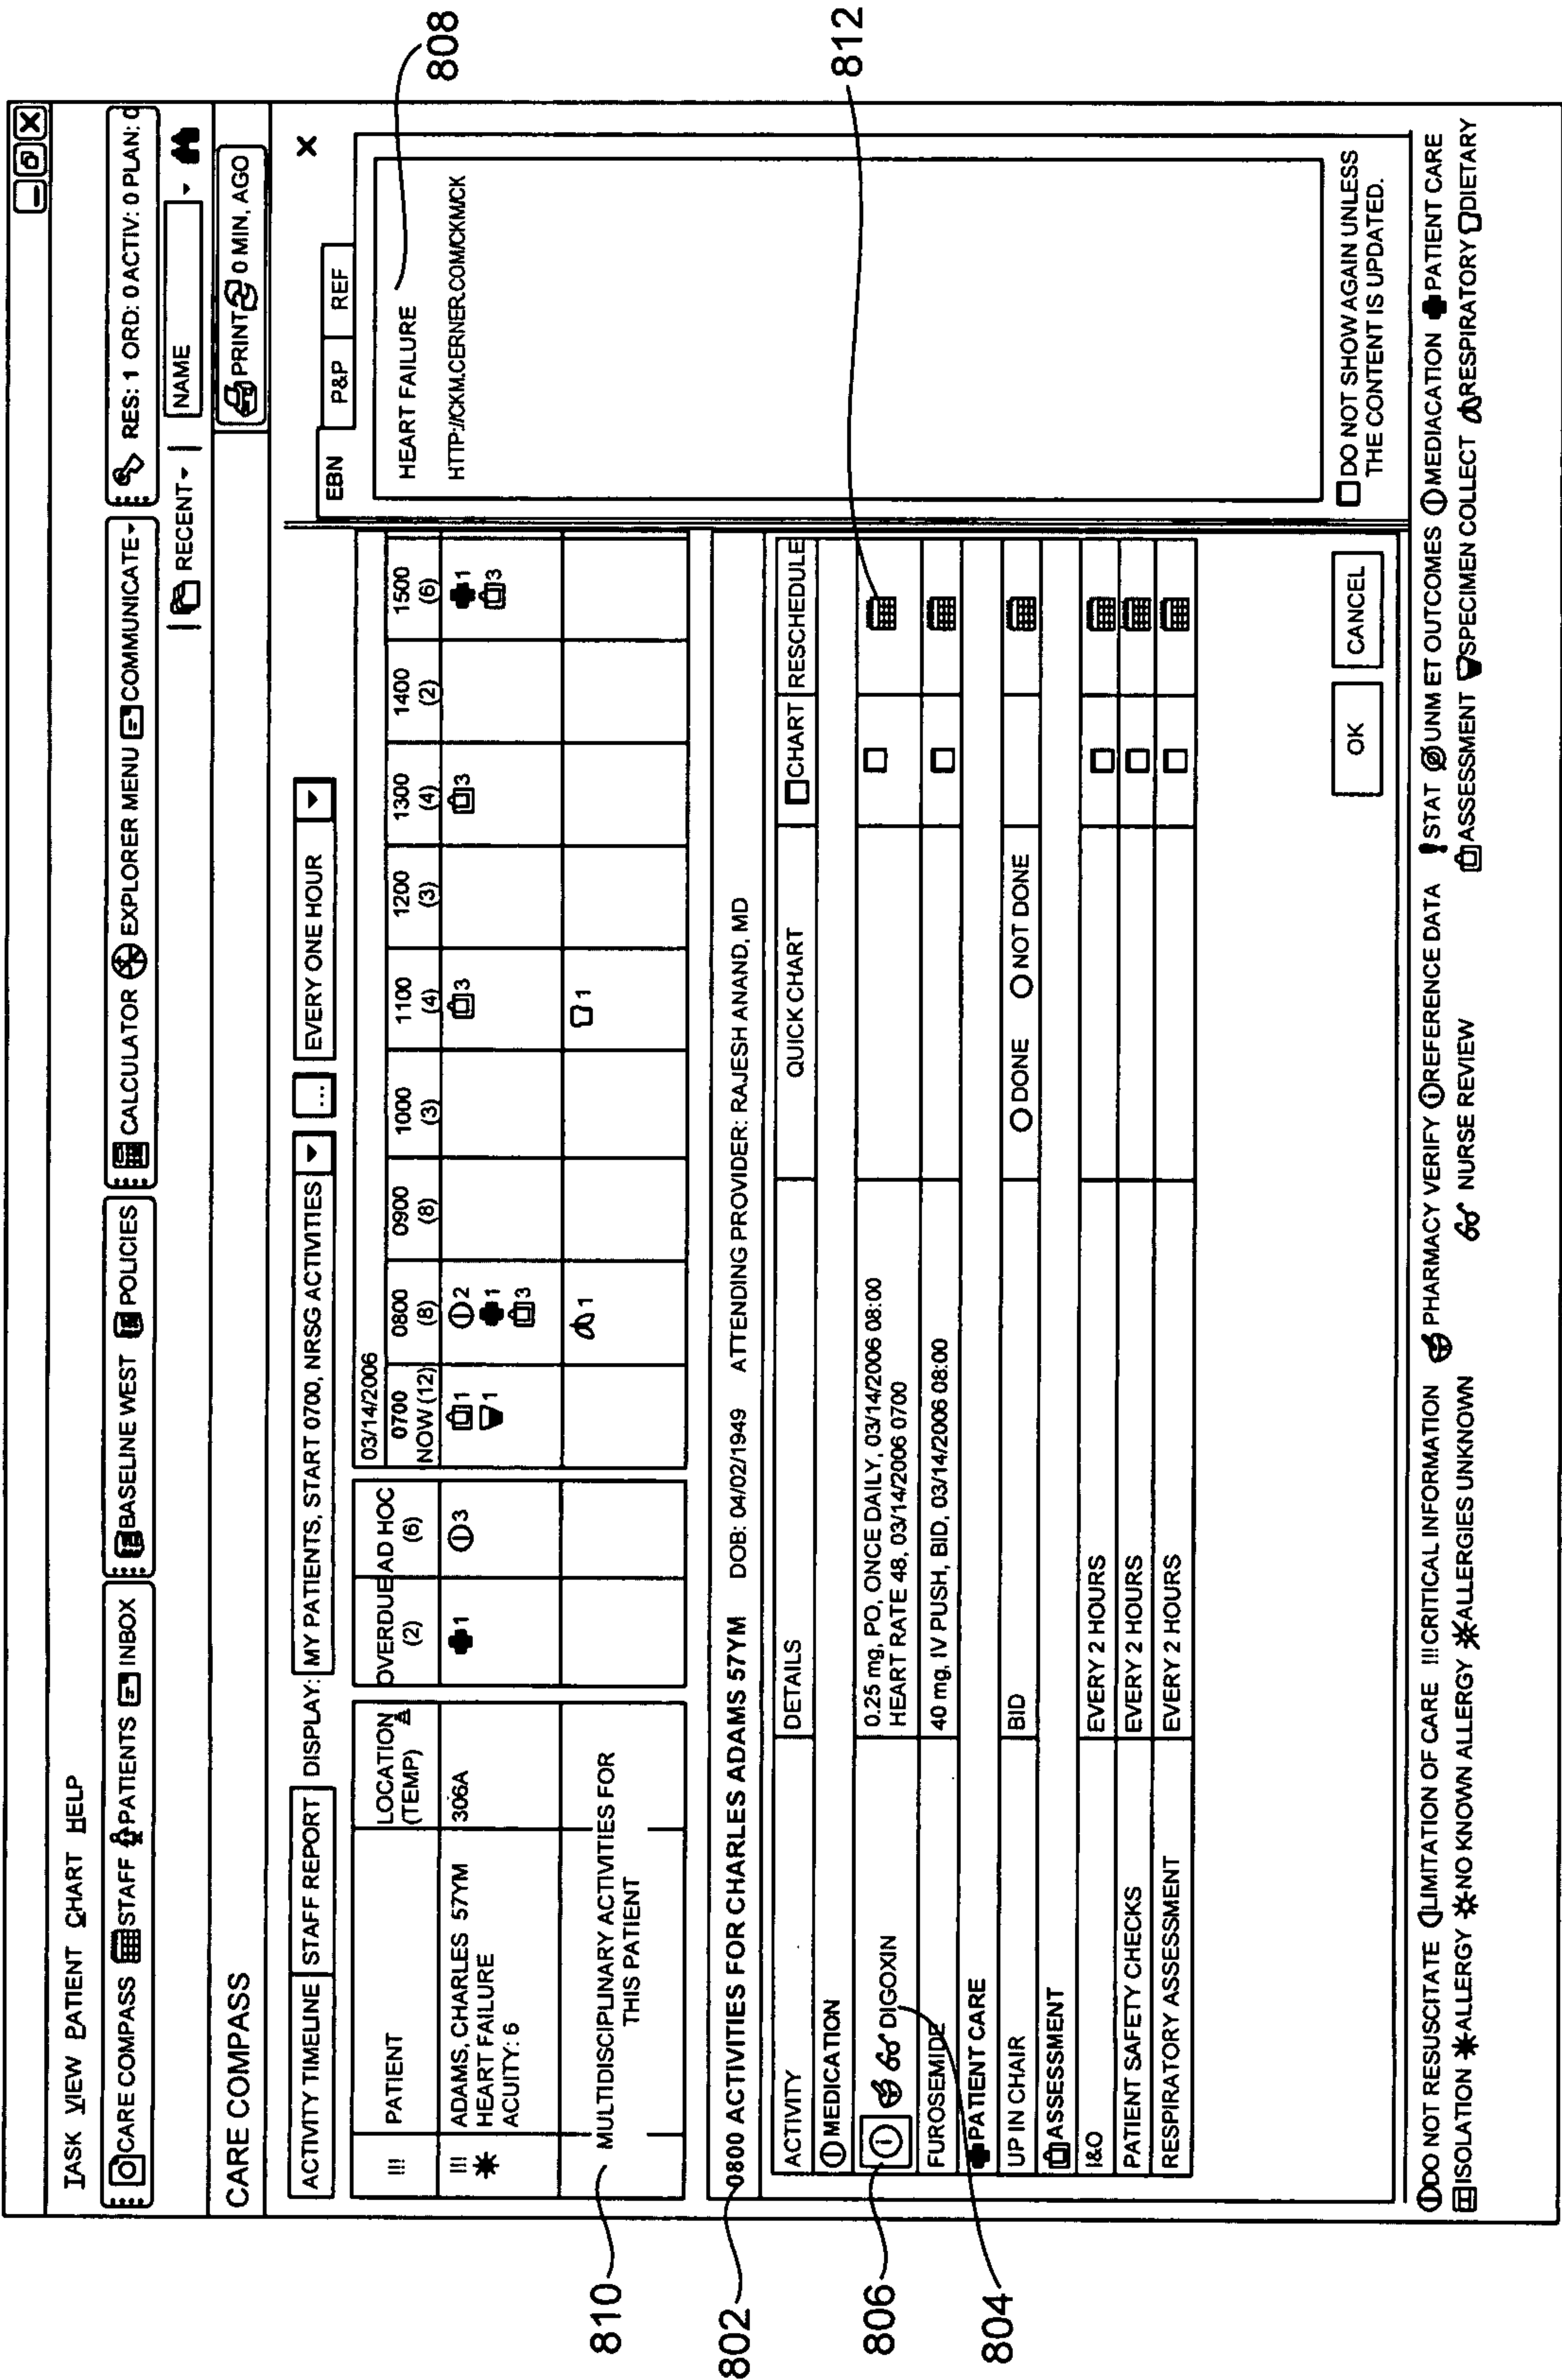 TASK VIEW PATIENT CHART HELP
CARE COMPASS STAFF PATIENTS INBOX BASELINE WEST POLICIES CALCULATOR EXPLORER MENU COMMUNICATE RES: 1 ORD: 0 ACTIV: 0 PLAN: 0
RECENT NAME
CARE COMPASS PRINT 0 MIN, AGO
ACTIVITY TIMELINE STAFF REPORT DISPLAY: MY PATIENTS, START 0700, NRSG ACTIVITIES ... EVERY ONE HOUR X
03/14/2006
!!! PATIENT LOCATION OVERDUE AD HOC 0700 0800 0900 1000 1100 1200 1300 1400 1500
(TEMP) (2) (6) NOW (12) (8) (8) (3) (4) (3) (4) (2) (6)
!!! ADAMS, CHARLES 57YM 306A 1 3 1 2 3 3 1
HEART FAILURE 1 1 3
ACUITY: 6 3
MULTIDISCIPLINARY ACTIVITIES FOR 1 1
THIS PATIENT
810
EBN P&P REF
HEART FAILURE
808
HTTP://CKM.CERNER.COM/CKM/CK
DO NOT SHOW AGAIN UNLESS
THE CONTENT IS UPDATED.
802
0800 ACTIVITIES FOR CHARLES ADAMS 57YM DOB: 04/02/1949 ATTENDING PROVIDER: RAJESH ANAND, MD
ACTIVITY DETAILS QUICK CHART CHART RESCHEDULE
MEDICATION
806
DIGOXIN 0.25 mg, PO, ONCE DAILY, 03/14/2006 08:00
HEART RATE 48, 03/14/2006 0700
812
804
FUROSEMIDE 40 mg, IV PUSH, BID, 03/14/2006 08:00
PATIENT CARE
UP IN CHAIR BID DONE NOT DONE
ASSESSMENT
I&O EVERY 2 HOURS
PATIENT SAFETY CHECKS EVERY 2 HOURS
RESPIRATORY ASSESSMENT EVERY 2 HOURS
OK CANCEL
DO NOT RESUSCITATE LIMITATION OF CARE !!!CRITICAL INFORMATION PHARMACY VERIFY REFERENCE DATA STAT UNM ET OUTCOMES MEDIACATION PATIENT CARE
ISOLATION ALLERGY NO KNOWN ALLERGY ALLERGIES UNKNOWN NURSE REVIEW ASSESSMENT SPECIMEN COLLECT RESPIRATORY DIETARY